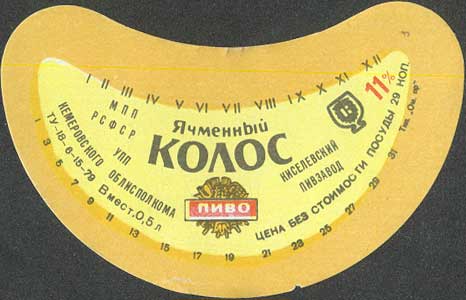 I II III IV V VI VII VIII IX X XI XII
МПП
РСФСР
УПП
КЕМЕРОВСКОГО ОБЛИСПОЛКОМА
ТУ-18-6-15-79
Вмест. 0,5 л
Ячменный
КОЛОС
ПИВО
11%
КИСЕЛЕВСКИЙ
ПИВЗАВОД
ЦЕНА БЕЗ СТОИМОСТИ ПОСУДЫ 29 КОП.
1 3 5 7 9 11 13 15 17 19 21 23 25 27 29 31